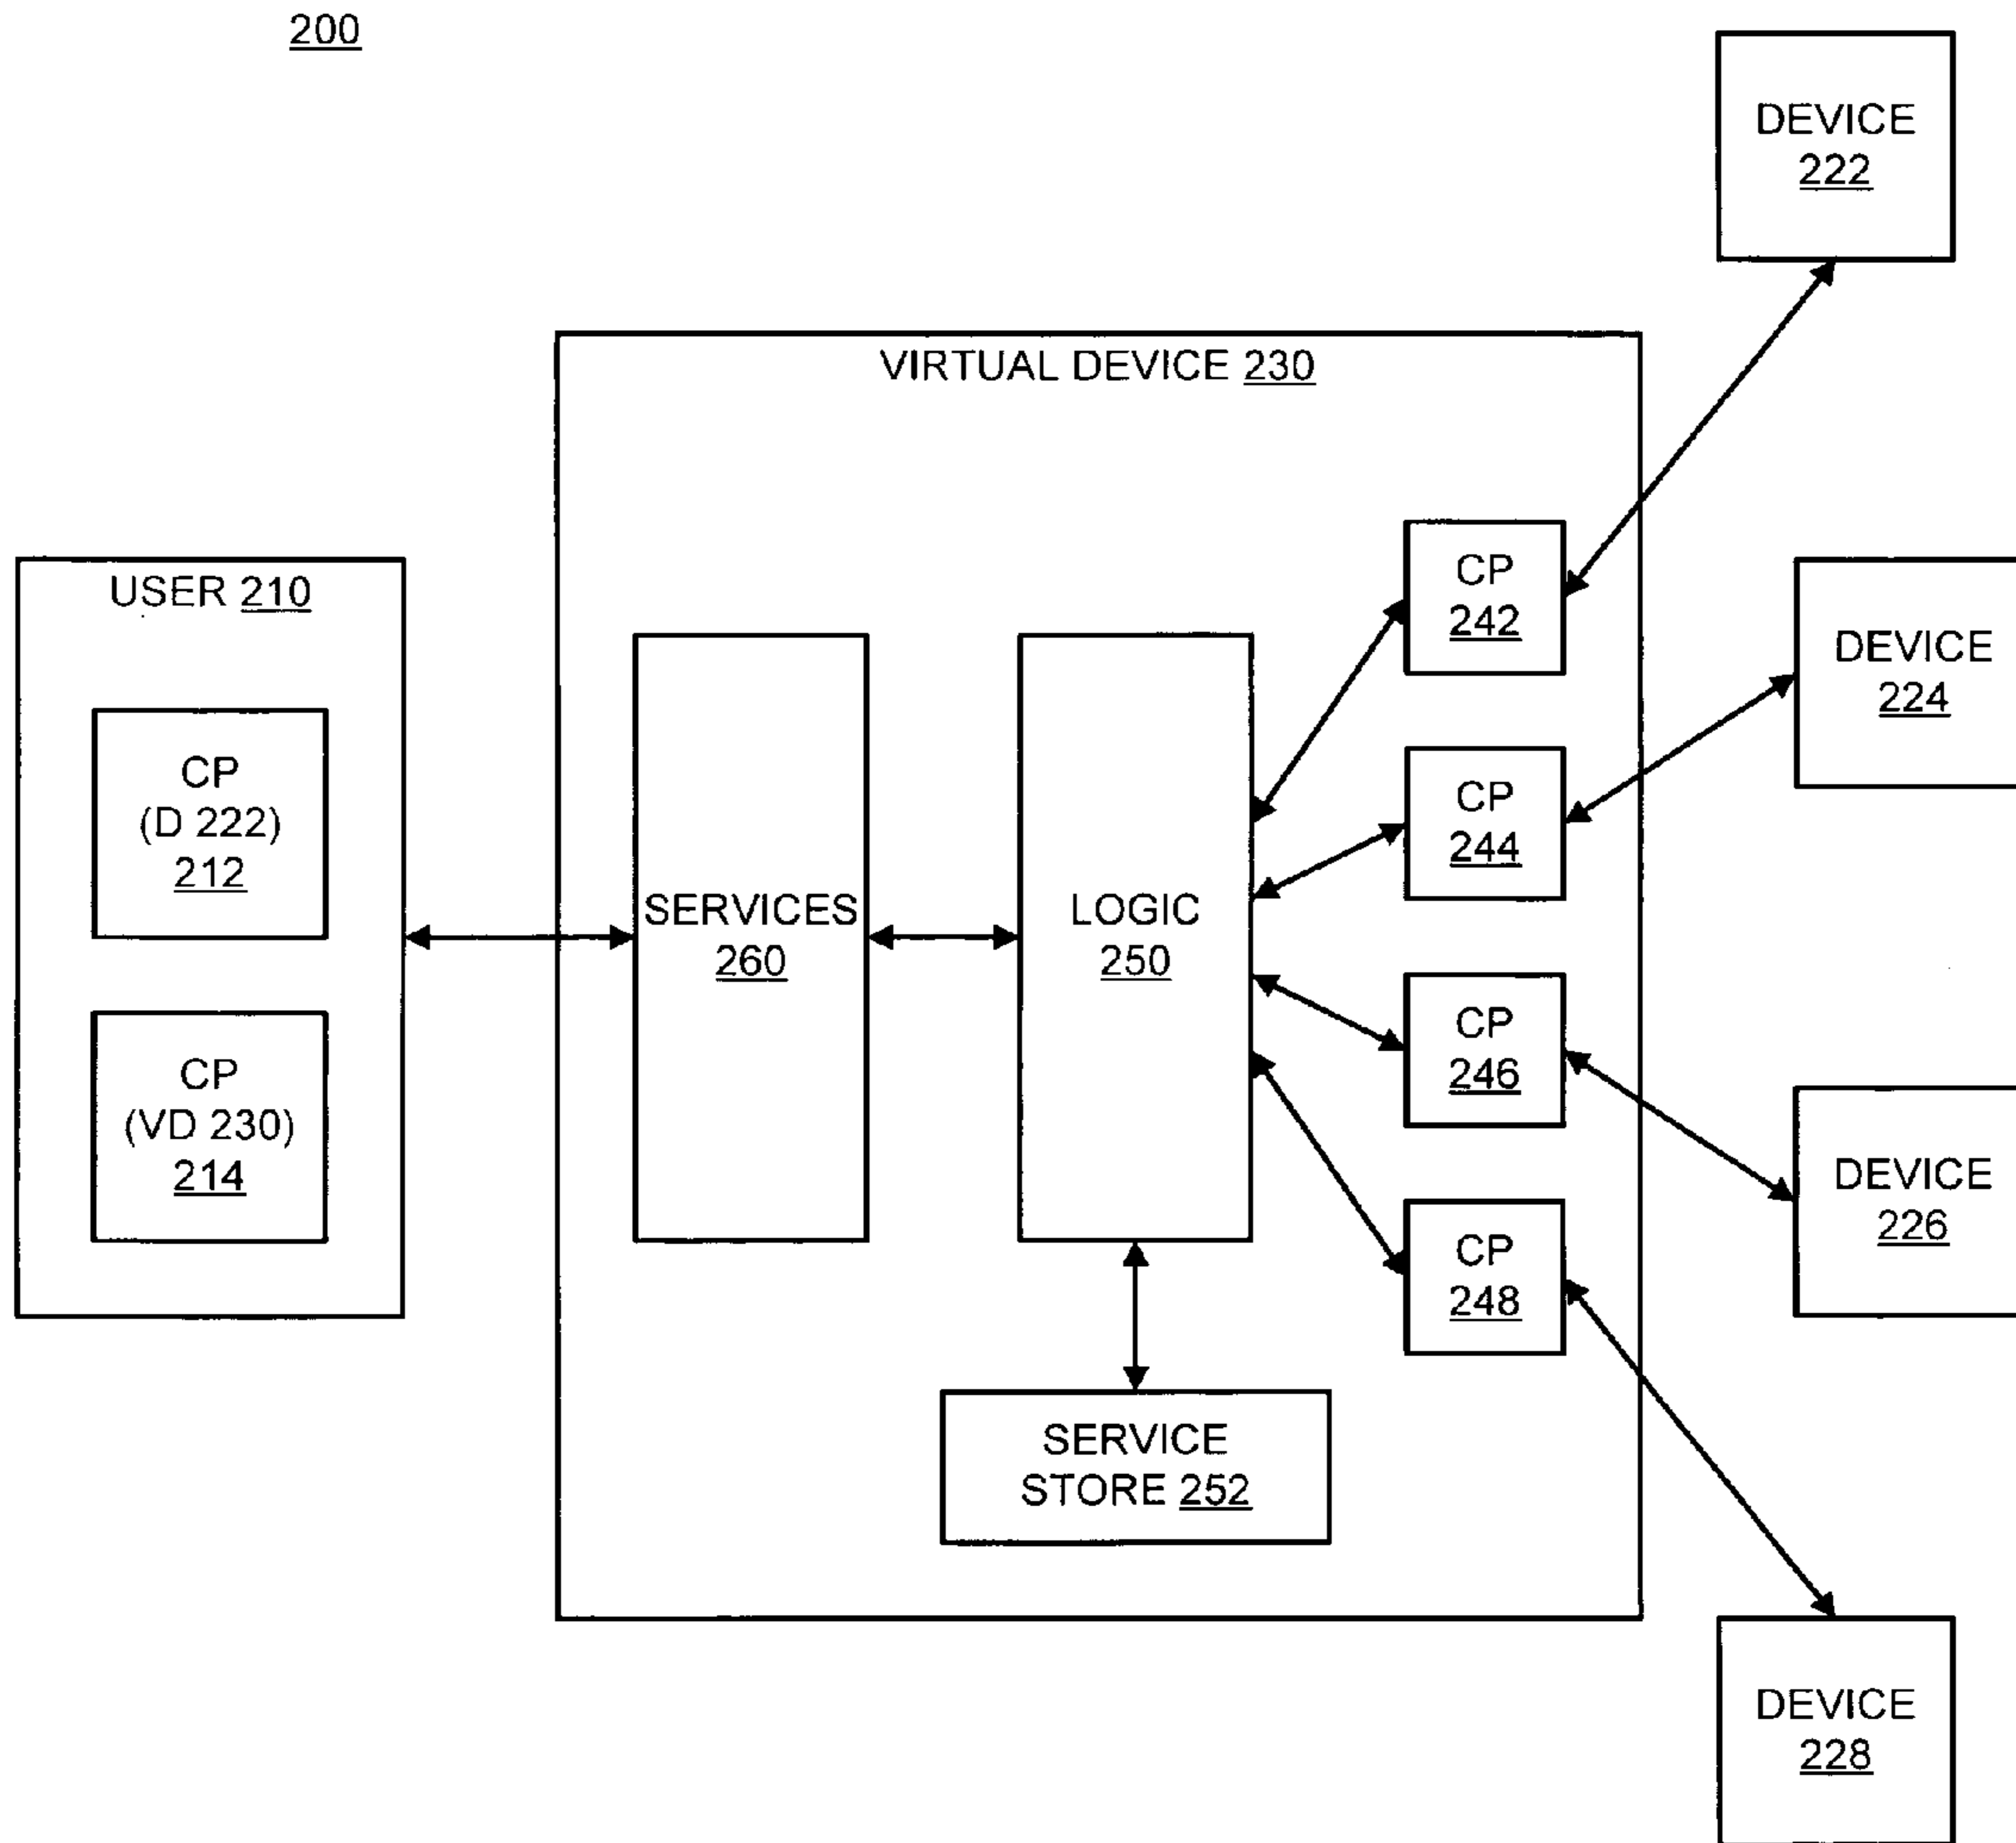 200
DEVICE
222
VIRTUAL DEVICE 230
USER 210
CP
(D 222)
212
CP
(VD 230)
214
SERVICES
260
LOGIC
250
CP
242
CP
244
CP
246
CP
248
SERVICE
STORE 252
DEVICE
224
DEVICE
226
DEVICE
228